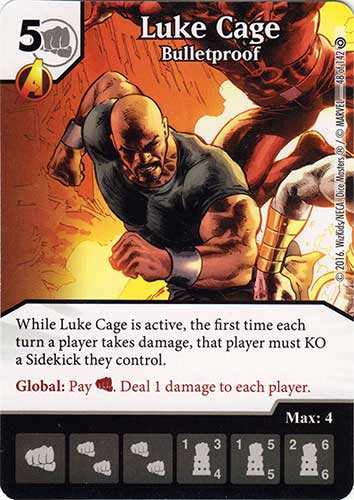 5
Luke Cage
Bulletproof
48 of 142
© 2016. WizKids/NECA. Dice Masters ® / © MARVEL
While Luke Cage is active, the first time each
turn a player takes damage, that player must KO
a Sidekick they control.
Global: Pay . Deal 1 damage to each player.
Max: 4
1 3 4
1 5 5
2 6 6